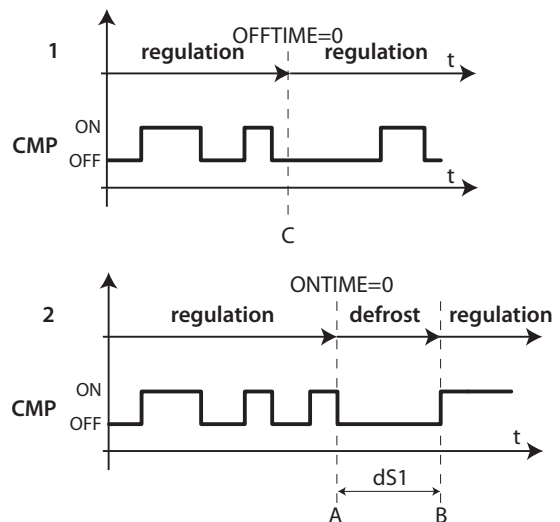 OFFTIME=0
1
regulation regulation t
ON
CMP
OFF
t
C
ONTIME=0
2
regulation defrost regulation
ON
CMP
OFF
t
dS1
A B